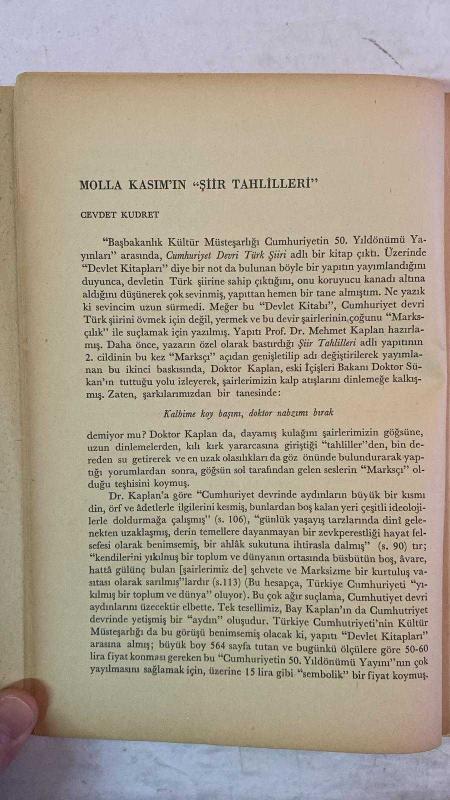 MOLLA KASIM'IN “ŞİİR TAHLİLLERİ”
CEVDET KUDRET
“Başbakanlık Kültür Müsteşarlığı Cumhuriyetin 50. Yıldönümü Ya-
yınları” arasında, Cumhuriyet Devri Türk Şiiri adlı bir kitap çıktı. Üzerinde
“Devlet Kitapları” diye bir not da bulunan böyle bir yapıtın yayımlandığını
duyunca, devletin Türk şiirine sahip çıktığını, onu koruyucu kanadı altına
aldığını düşünerek çok sevinmiş, yapıttan hemen bir tane almıştım. Ne yazık
ki sevincim uzun sürmedi. Meğer bu “Devlet Kitabı”, Cumhuriyet devri
Türk şiirini övmek için değil, yermek ve bu devir şairlerinin.çoğunu “Marks-
çılık” ile suçlamak için yazılmış. Yapıtı Prof. Dr. Mehmet Kaplan hazırla-
mış. Daha önce, yazarın özel olarak bastırdığı Şiir Tahlilleri adlı yapıtının
2. cildinin bu kez “Marksçı” açıdan genişletilip adı değiştirilerek yayımla-
nan bu ikinci baskısında, Doktor Kaplan, eski İçişleri Bakanı Doktor Sü-
kan'ın tuttuğu yolu izleyerek, şairlerimizin kalp atışlarını dinlemeğe kalkış-
mış. Zaten, şarkılarımızdan bir tanesinde:
Kalbime koy başını, doktor nabzımı bırak
demiyor mu? Doktor Kaplan da, dayamış kulağını şairlerimizin göğsüne,
uzun dinlemelerden, kılı kırk yararcasına giriştiği “tahliller”den, bin de-
reden su getirerek ve en uzak olasılıkları da göz önünde bulundurarak yap-
tığı yorumlardan sonra, göğsün sol tarafından gelen seslerin “Marksçı” ol-
duğu teşhisini koymuş.
Dr. Kaplan'a göre “Cumhuriyet devrinde aydınların büyük bir kısmı
din, örf ve âdetlerle ilgilerini kesmiş, bunlardan boş kalan yeri çeşitli ideoloji-
lerle doldurmağa çalışmış” (s. 106), “günlük yaşayış tarzlarında dinî gele-
nekten uzaklaşmış, derin temellere dayanmayan bir zevkperestliği hayat fel-
sefesi olarak benimsemiş, bir ahlâk sukutuna ihtirasla dalmış” (s. 90) tır;
“kendilerini yıkılmış bir toplum ve dünyanın ortasında büsbütün boş, âvare,
hattâ gülünç bulan [şairlerimiz de] şehvete ve Marksizme bir kurtuluş va-
sıtası olarak sarılmış”lardır (s.113) (Bu hesapça, Türkiye Cumhuriyeti “yı-
kılmış bir toplum ve dünya” oluyor). Bu çok ağır suçlama, Cumhutiyet devri
aydınlarını üzecektir elbette. Tek tesellimiz, Bay Kaplan'ın da Cumhutriyet
devrinde yetişmiş bir “aydın” oluşudur. Türkiye Cumhutriyeti'nin Kültür
Müsteşarlığı da bu görüşü benimsemiş olacak ki, yapıtı “Devlet Kitapları”
arasına almış; büyük boy 564 sayfa tutan ve bugünkü ölçülere göre 50-60
lira fiyat konması gereken bu “Cumhuriyetin 50. Yıldönümü Yayını”nın çok
yayılmasını sağlamak için, üzerine 15 lira gibi “sembolik” bir fiyat koymuş.